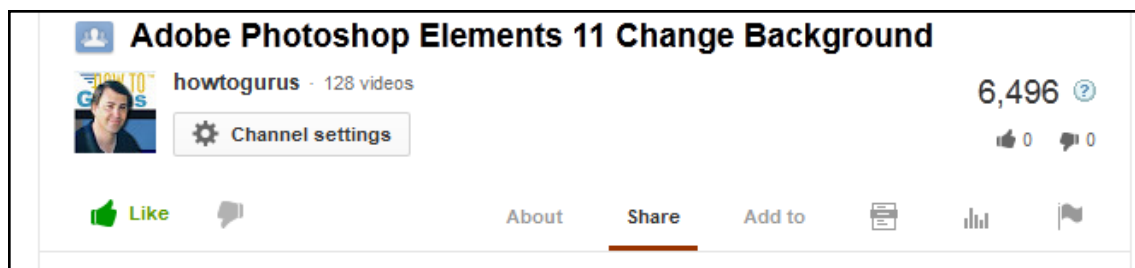 Adobe Photoshop Elements 11 Change Background
howtogurus · 128 videos
Channel settings
6,496 ?
0 0
Like
About Share Add to